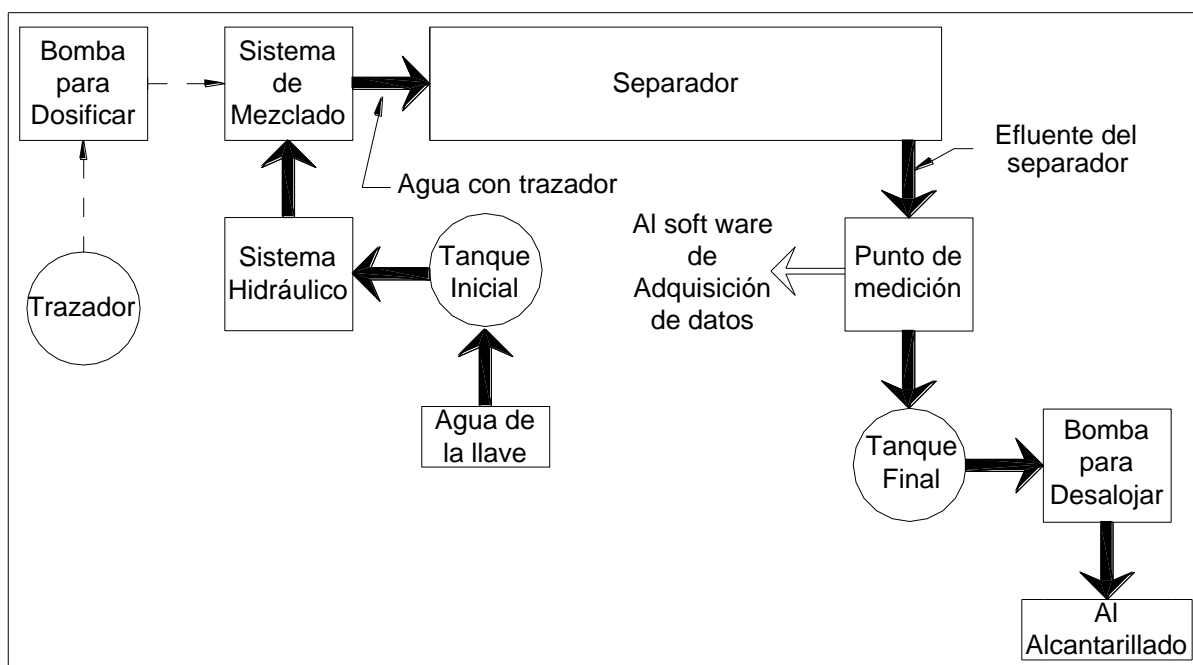 Bomba
para
Dosificar
Sistema
de
Mezclado
Separador
Efluente del
separador
Agua con trazador
Trazador
Sistema
Hidráulico
Tanque
Inicial
Al soft ware
de
Adquisición
de datos
Punto de
medición
Agua de
la llave
Tanque
Final
Bomba
para
Desalojar
Al
Alcantarillado